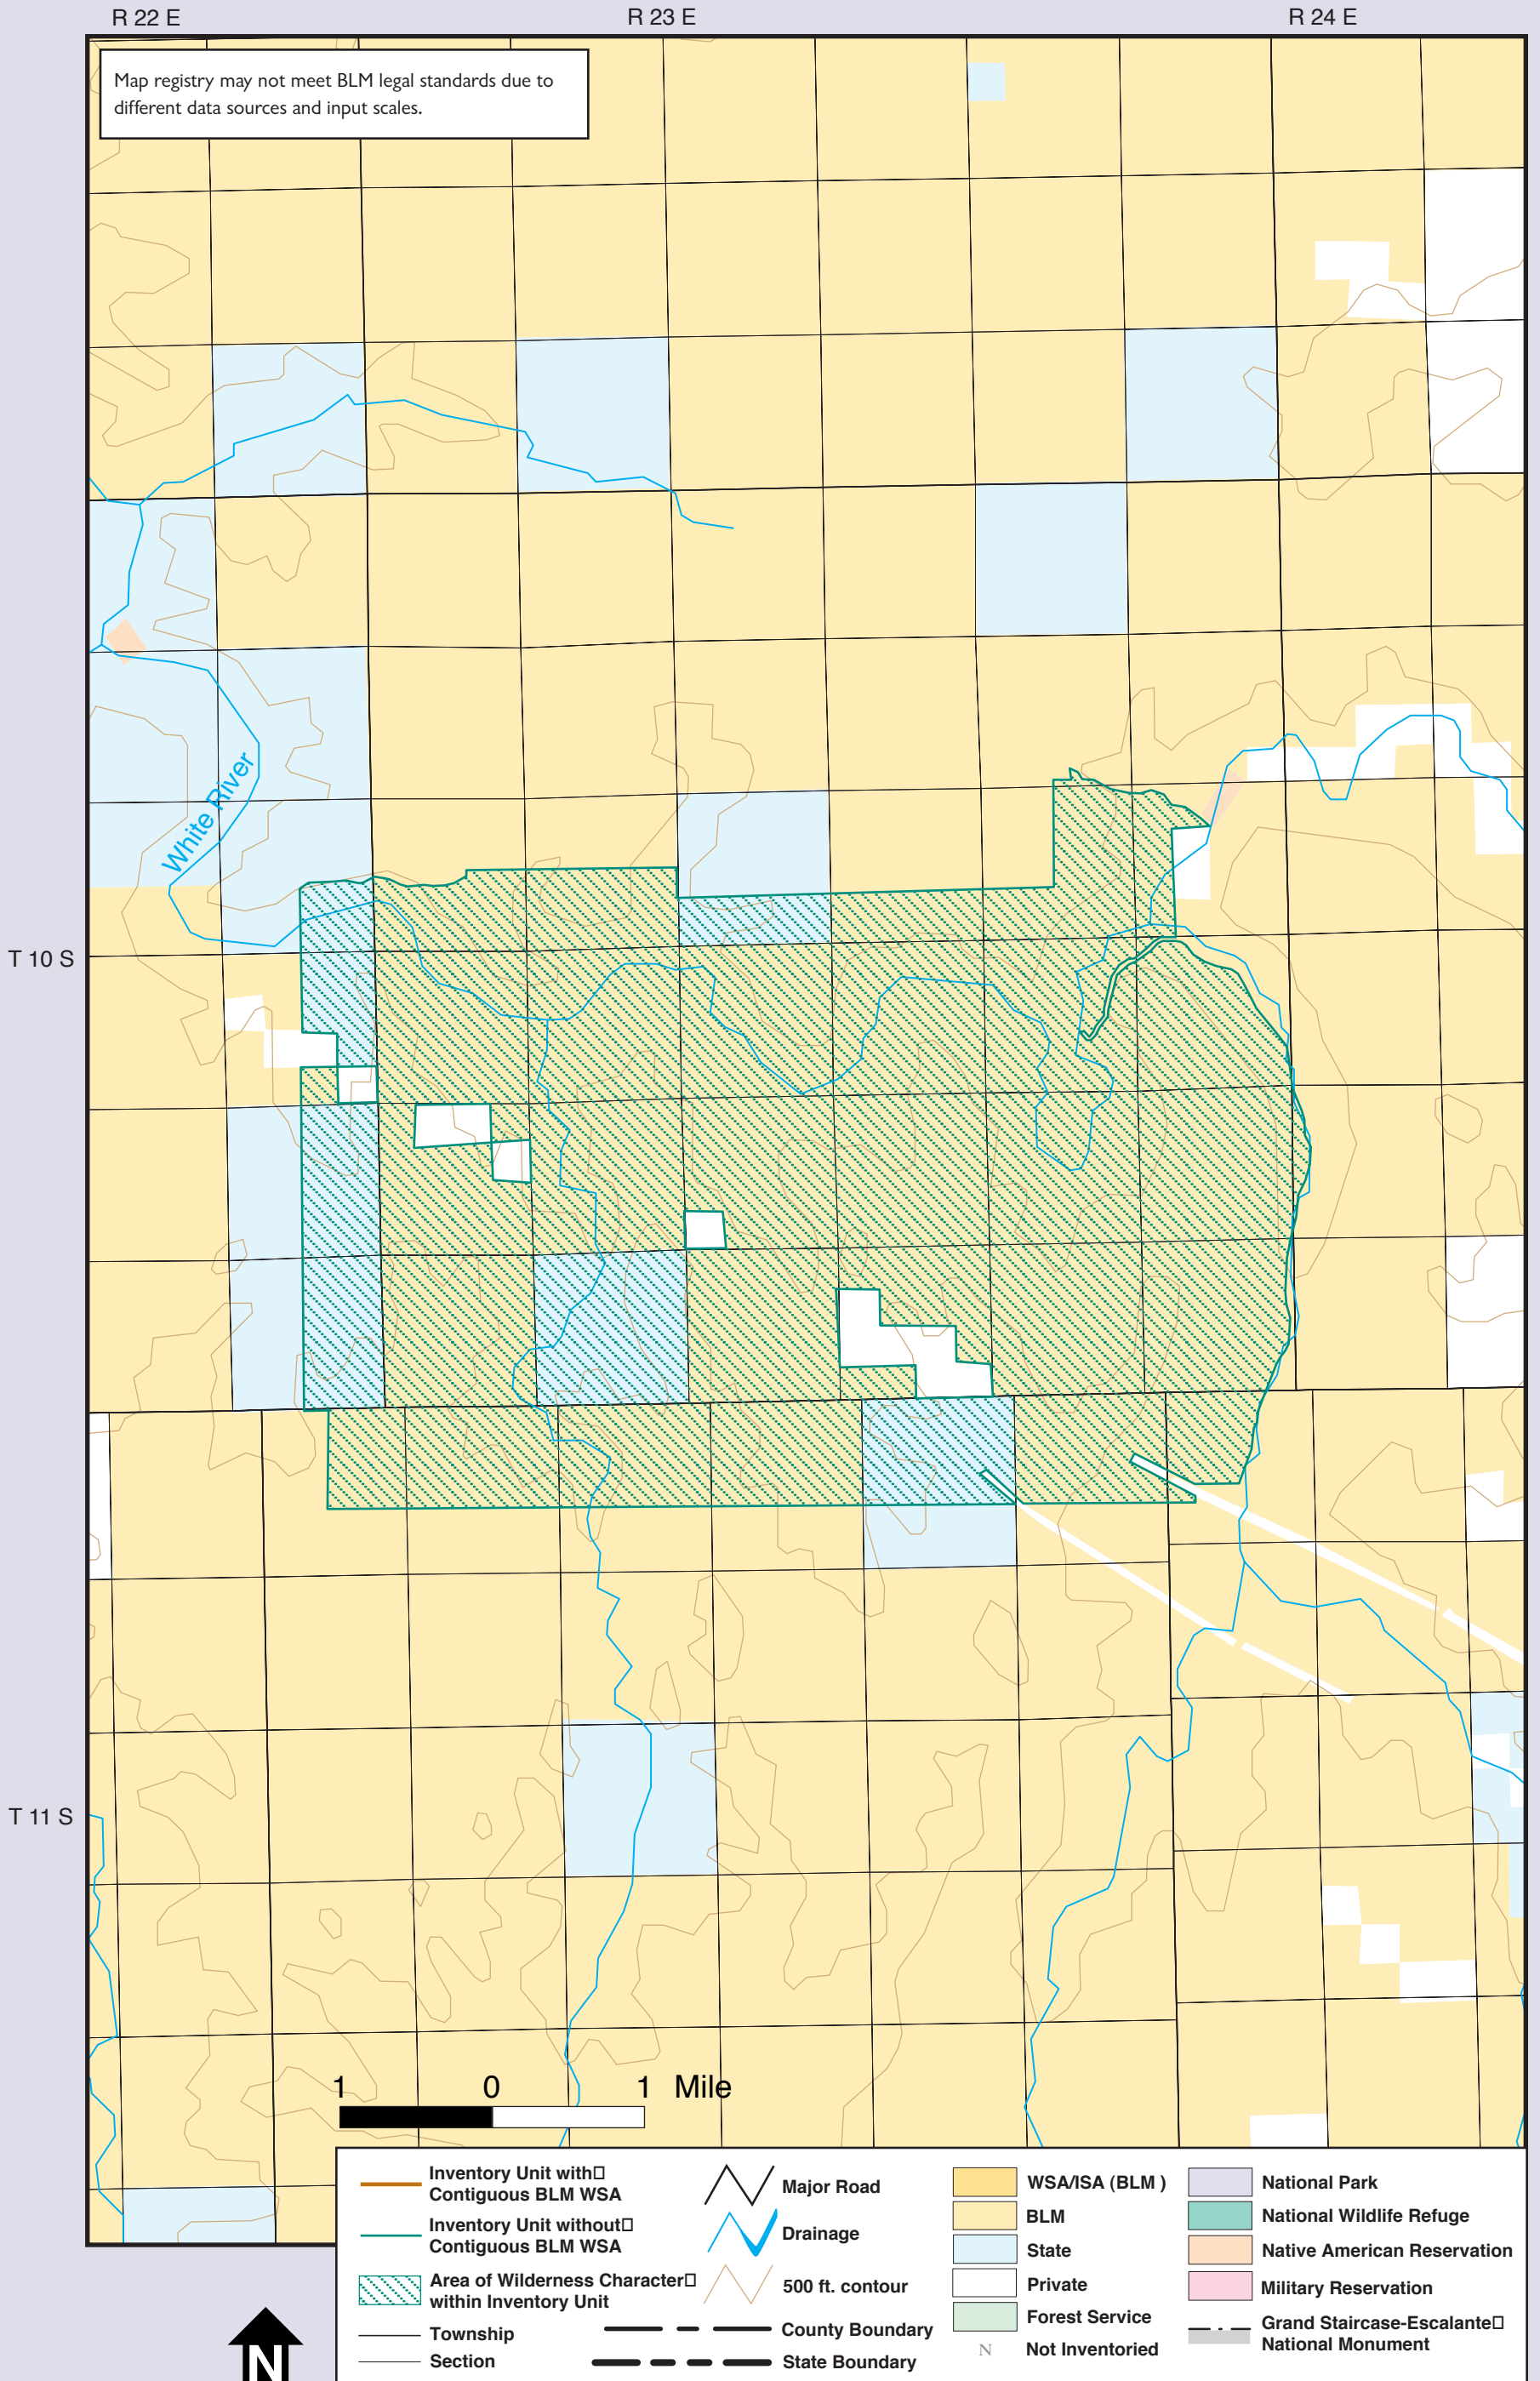 R 22 E
R 23 E
R 24 E
Map registry may not meet BLM legal standards due to
different data sources and input scales.
White River
T 10 S
T 11 S
1 0 1 Mile
Inventory Unit with□
Contiguous BLM WSA
Inventory Unit without□
Contiguous BLM WSA
Area of Wilderness Character□
within Inventory Unit
Township
Section
Major Road
Drainage
500 ft. contour
County Boundary
State Boundary
WSA/ISA (BLM )
BLM
State
Private
Forest Service
N Not Inventoried
National Park
National Wildlife Refuge
Native American Reservation
Military Reservation
Grand Staircase-Escalante□
National Monument
N